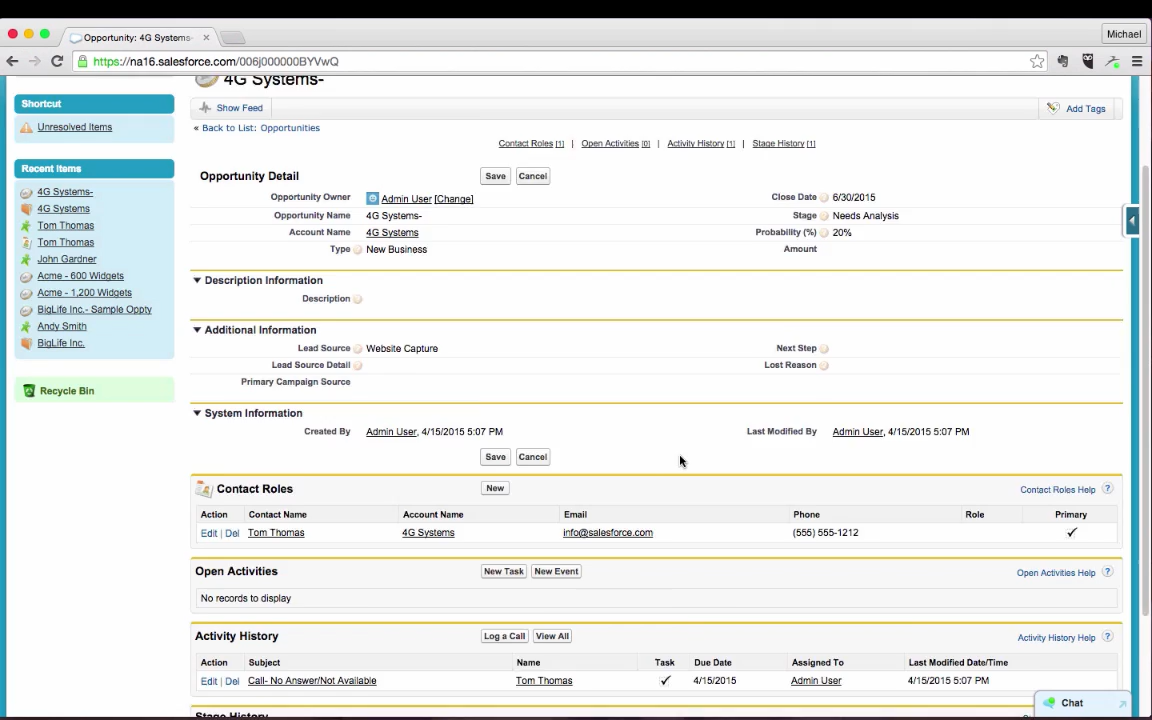 Opportunity: 4G Systems-
Michael
https://na16.salesforce.com/006j000000BYVwQ
4G Systems-
Shortcut
Unresolved Items
Recent Items
4G Systems-
4G Systems
Tom Thomas
Tom Thomas
John Gardner
Acme - 600 Widgets
Acme - 1,200 Widgets
BigLife Inc.- Sample Oppty
Andy Smith
BigLife Inc.
Recycle Bin
Show Feed
Add Tags
« Back to List: Opportunities
Contact Roles [1] | Open Activities [0] | Activity History [1] | Stage History [1]
Opportunity Detail Save Cancel
Opportunity Owner Admin User [Change] Close Date 6/30/2015
Opportunity Name 4G Systems- Stage Needs Analysis
Account Name 4G Systems Probability (%) 20%
Type New Business Amount
Description Information
Description
Additional Information
Lead Source Website Capture Next Step
Lead Source Detail Lost Reason
Primary Campaign Source
System Information
Created By Admin User, 4/15/2015 5:07 PM Last Modified By Admin User, 4/15/2015 5:07 PM
Save Cancel
Contact Roles New Contact Roles Help ?
Action Contact Name Account Name Email Phone Role Primary
Edit | Del Tom Thomas 4G Systems info@salesforce.com (555) 555-1212
Open Activities New Task New Event Open Activities Help ?
No records to display
Activity History Log a Call View All Activity History Help ?
Action Subject Name Task Due Date Assigned To Last Modified Date/Time
Edit | Del Call- No Answer/Not Available Tom Thomas 4/15/2015 Admin User 4/15/2015 5:07 PM
Stage History
Chat